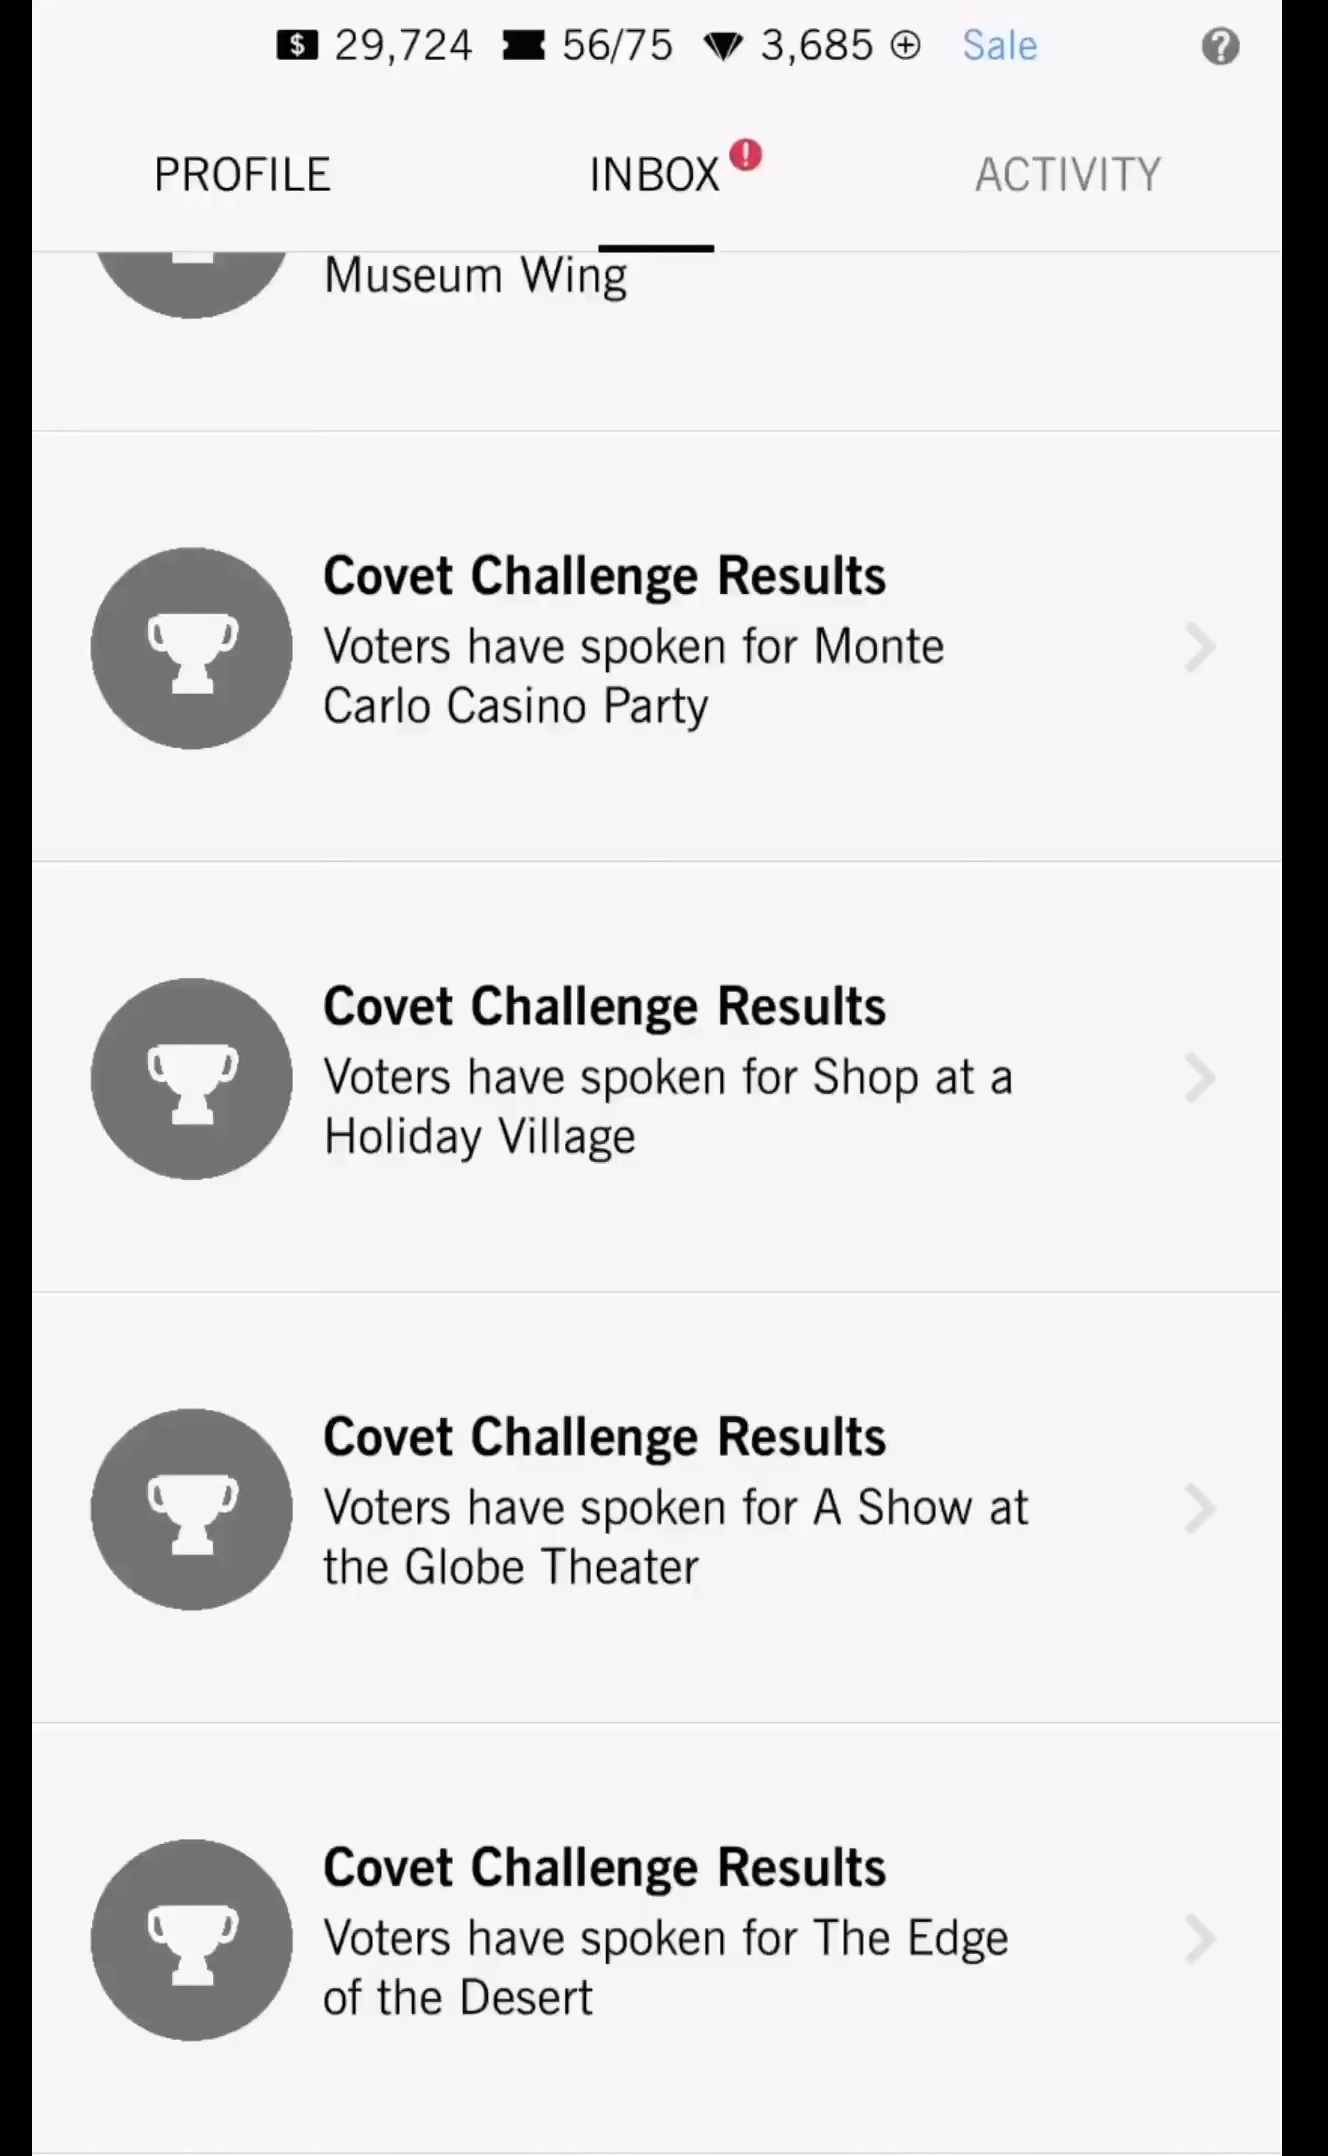 $ 29,724 56/75 3,685 Sale ?
PROFILE INBOX ! ACTIVITY
Museum Wing
Covet Challenge Results
Voters have spoken for Monte
Carlo Casino Party
Covet Challenge Results
Voters have spoken for Shop at a
Holiday Village
Covet Challenge Results
Voters have spoken for A Show at
the Globe Theater
Covet Challenge Results
Voters have spoken for The Edge
of the Desert